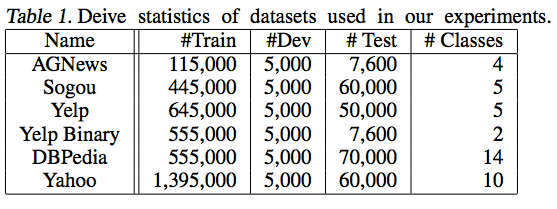 Table 1. Deive statistics of datasets used in our experiments.
Name #Train #Dev # Test # Classes
AGNews 115,000 5,000 7,600 4
Sogou 445,000 5,000 60,000 5
Yelp 645,000 5,000 50,000 5
Yelp Binary 555,000 5,000 7,600 2
DBPedia 555,000 5,000 70,000 14
Yahoo 1,395,000 5,000 60,000 10